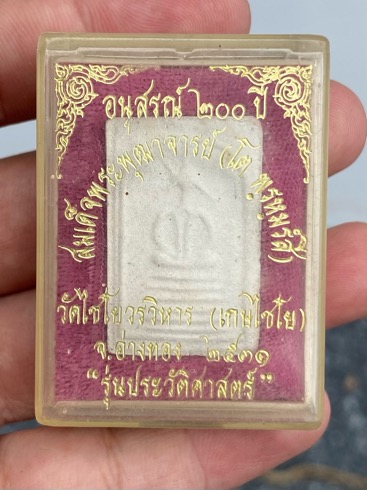 อนุสรณ์ ๒๐๐ ปี
สมเด็จพระพุฒาจารย์ (โต พฺรหฺมรํสี)
วัดไชโยวรวิหาร (เกษไชโย)
จ.อ่างทอง ๒๕๓๑
“รุ่นประวัติศาสตร์”